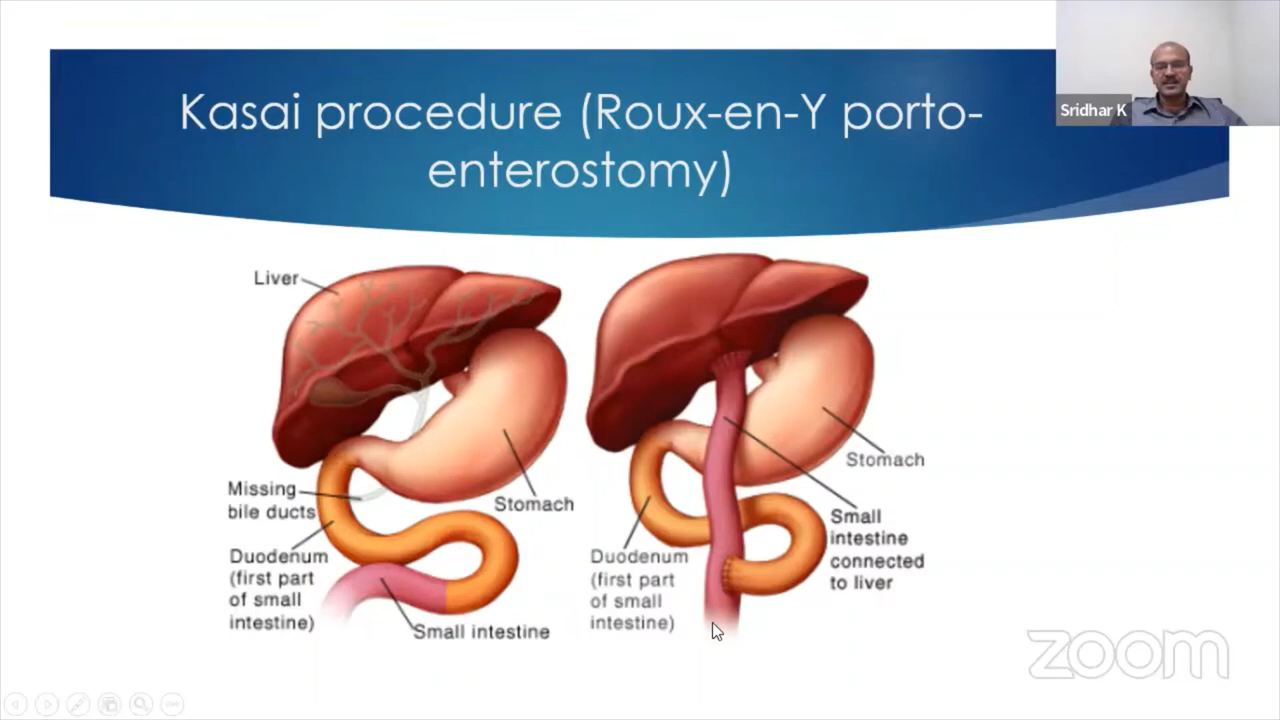 Kasai procedure (Roux-en-Y porto-
enterostomy)
Sridhar K
Liver
Missing
bile ducts
Duodenum
(first part
of small
intestine)
Stomach
Small intestine
Duodenum
(first part
of small
intestine)
Stomach
Small
intestine
connected
to liver
zoom